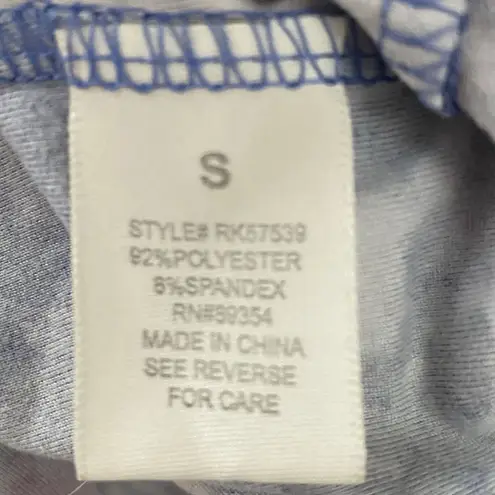 S
STYLE# RK57539
92%POLYESTER
8%SPANDEX
RN#89354
MADE IN CHINA
SEE REVERSE
FOR CARE